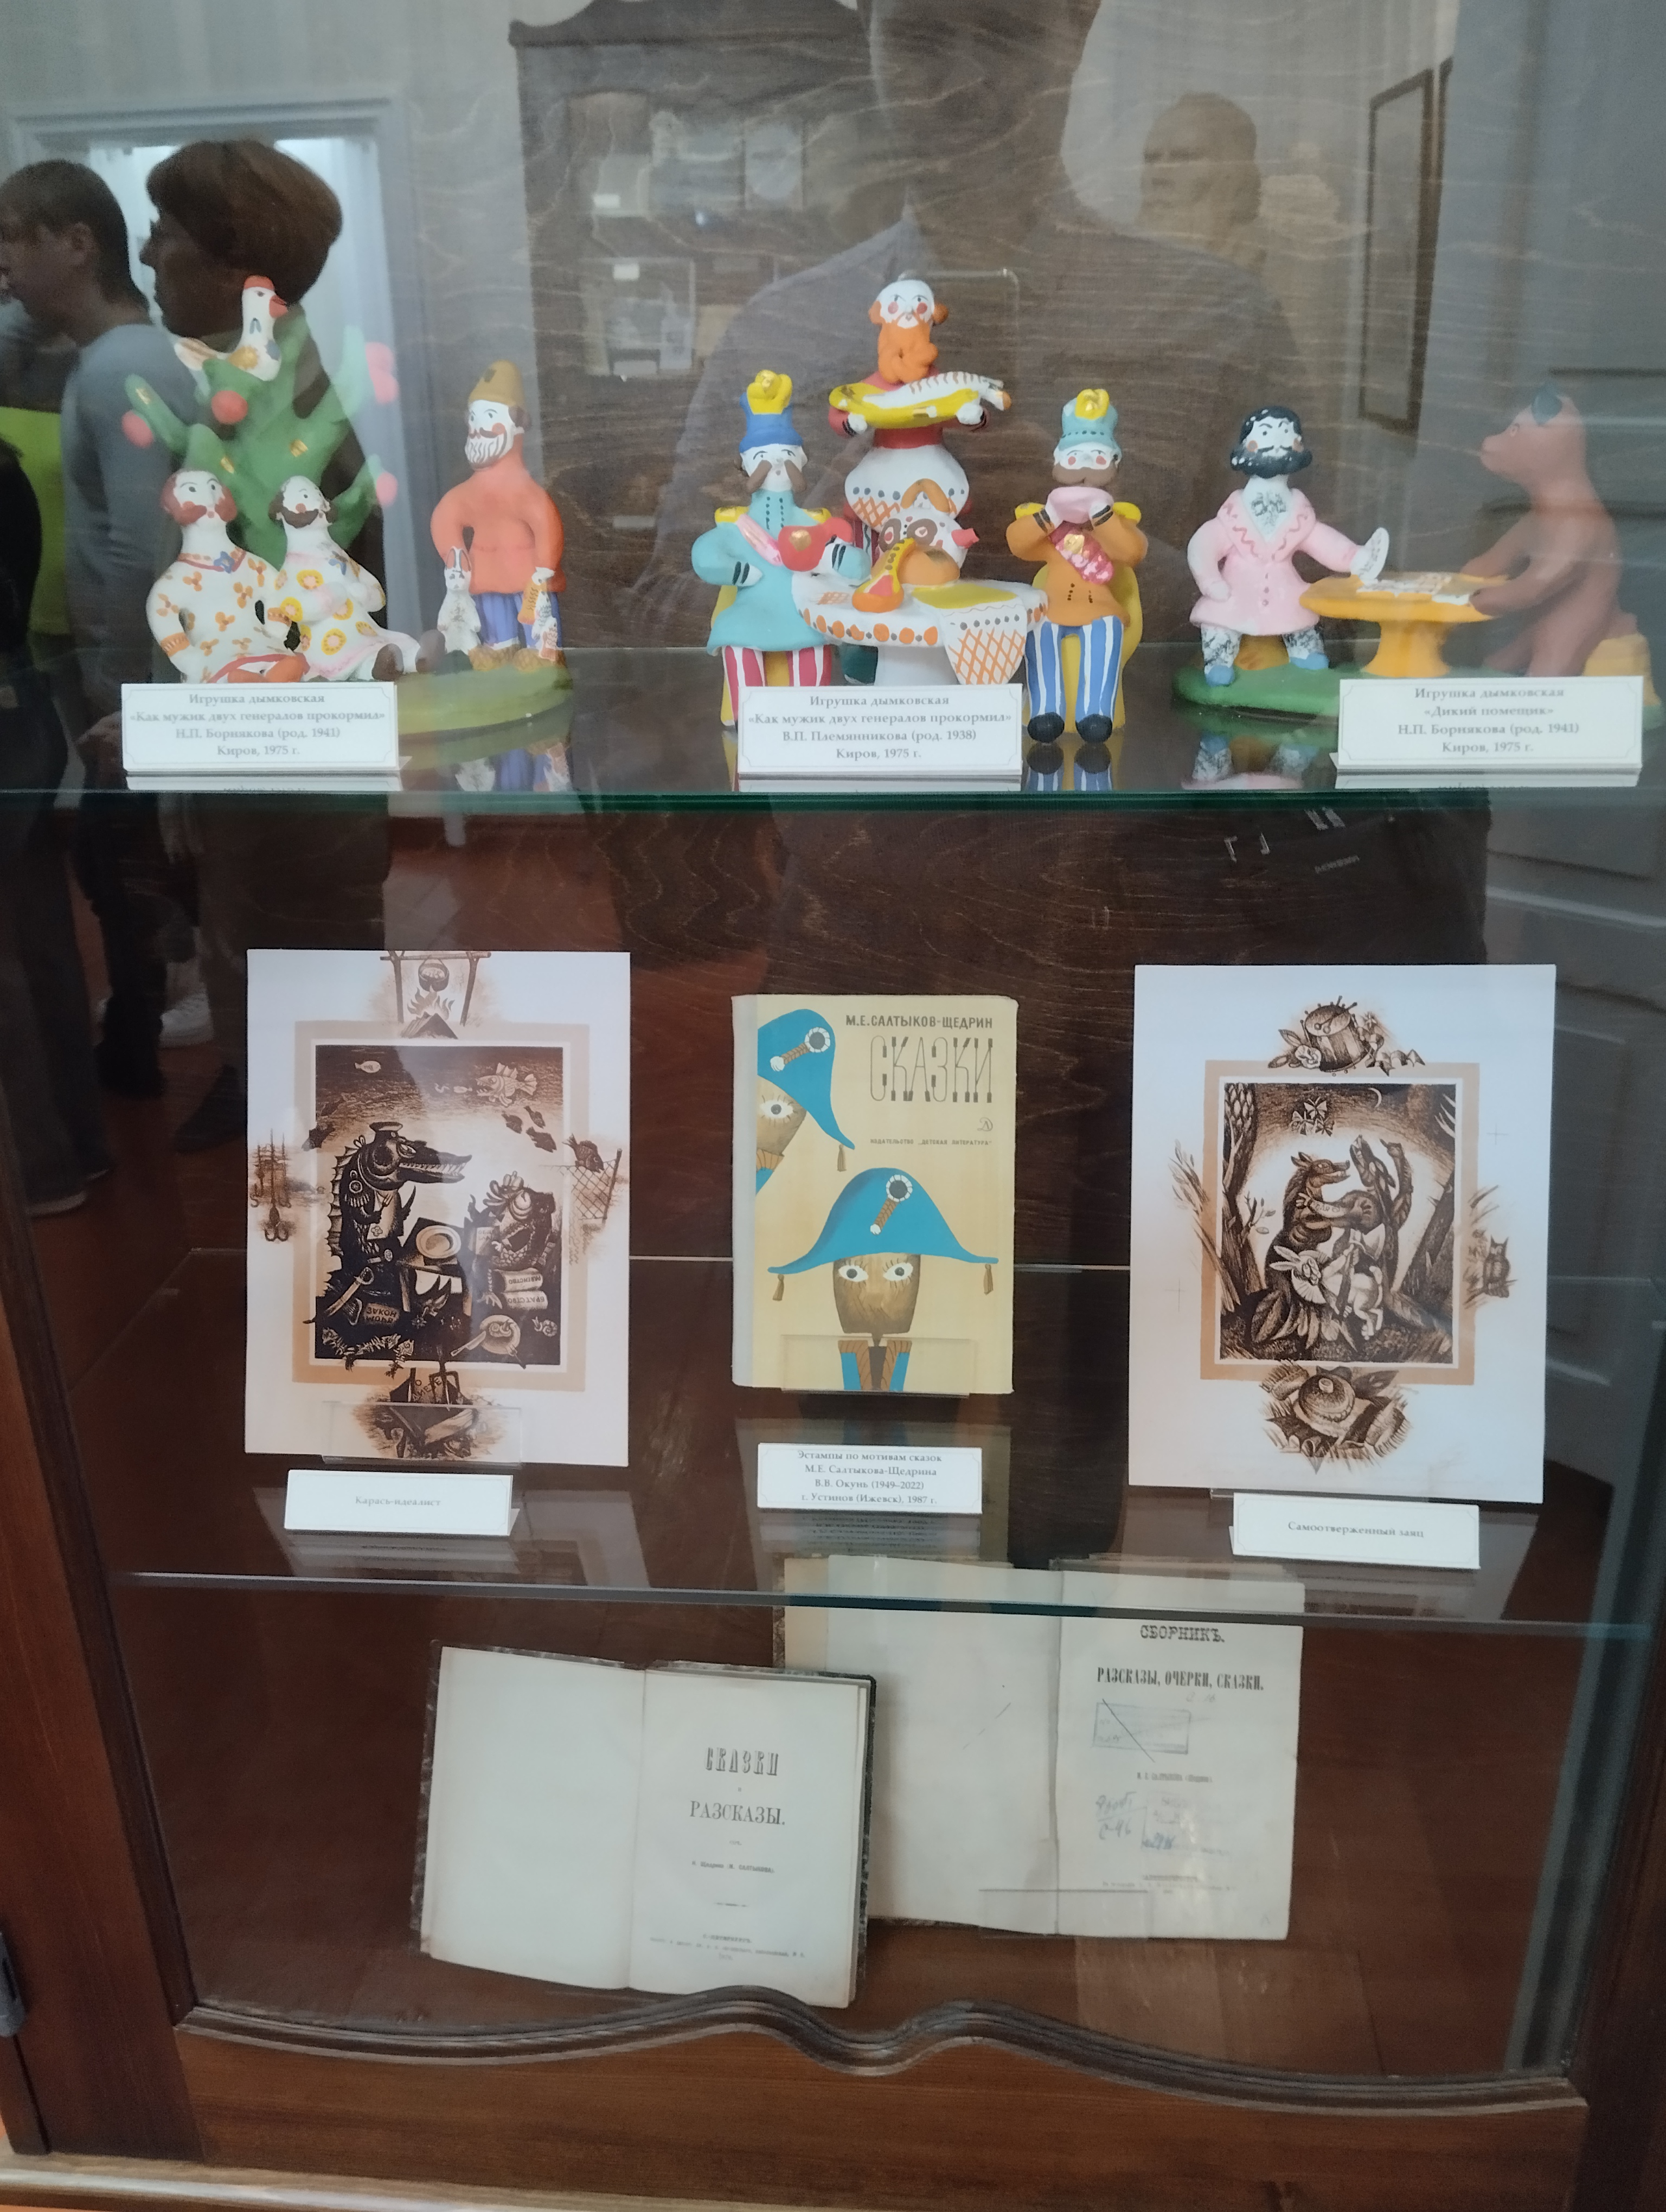 Игрушка дымковская
«Как мужик двух генералов прокормил»
Н.П. Борнякова (род. 1941)
Киров, 1975 г.
Игрушка дымковская
«Как мужик двух генералов прокормил»
В.П. Племянникова (род. 1938)
Киров, 1975 г.
Игрушка дымковская
«Дикий помещик»
Н.П. Борнякова (род. 1941)
Киров, 1975 г.
М.Е.САЛТЫКОВ-ЩЕДРИН
СКАЗКИ
ИЗДАТЕЛЬСТВО „ДЕТСКАЯ ЛИТЕРАТУРА"
ЗАКОН
БРАТСТВО
Карась-идеалист
Эстампы по мотивам сказок
М.Е. Салтыкова-Щедрина
В.В. Окунь (1949–2022)
г. Устинов (Ижевск), 1987 г.
Самоотверженный заяц
СБОРНИКЪ.
РАЗСКАЗЫ, ОЧЕРКИ, СКАЗКИ.
СКАЗКИ
и
РАЗСКАЗЫ.